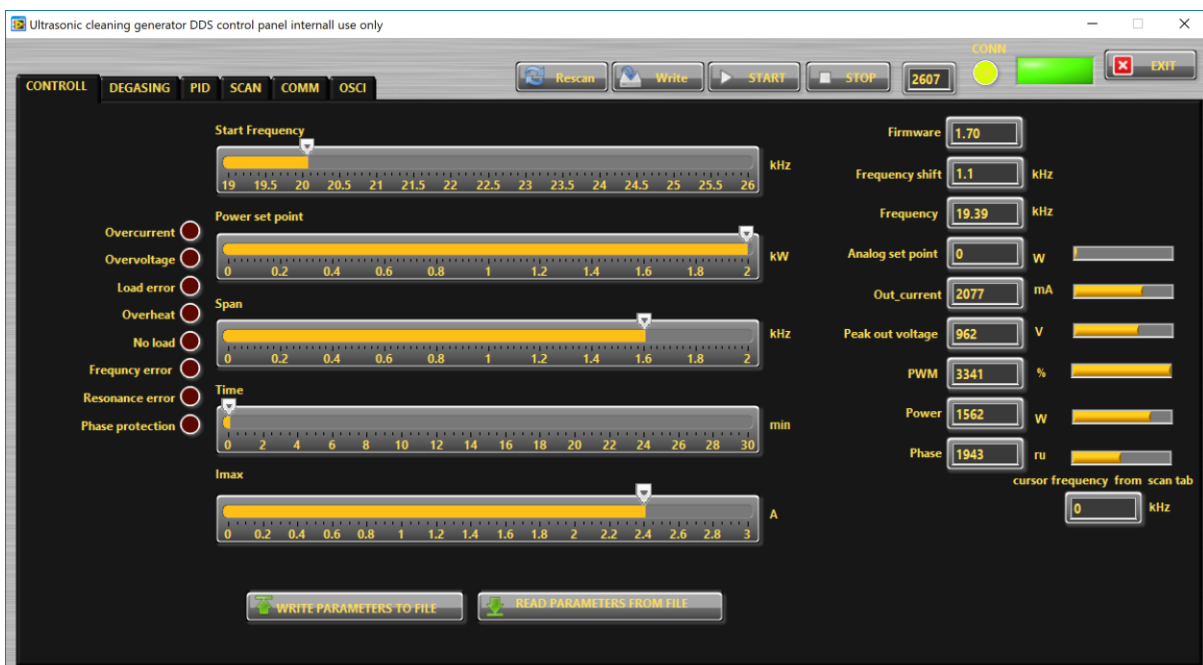 Ultrasonic cleaning generator DDS control panel internall use only
CONN
Rescan Write START STOP 2607 EXIT
CONTROLL DEGASING PID SCAN COMM OSCI
Start Frequency
19 19.5 20 20.5 21 21.5 22 22.5 23 23.5 24 24.5 25 25.5 26
kHz
Power set point
0 0.2 0.4 0.6 0.8 1 1.2 1.4 1.6 1.8 2
kW
Span
0 0.2 0.4 0.6 0.8 1 1.2 1.4 1.6 1.8 2
kHz
Time
0 2 4 6 8 10 12 14 16 18 20 22 24 26 28 30
min
Imax
0 0.2 0.4 0.6 0.8 1 1.2 1.4 1.6 1.8 2 2.2 2.4 2.6 2.8 3
A
Overcurrent
Overvoltage
Load error
Overheat
No load
Frequncy error
Resonance error
Phase protection
Firmware 1.70
Frequency shift 1.1 kHz
Frequency 19.39 kHz
Analog set point 0 W
Out_current 2077 mA
Peak out voltage 962 V
PWM 3341 %
Power 1562 W
Phase 1943 ru
cursor frequency from scan tab
0 kHz
WRITE PARAMETERS TO FILE
READ PARAMETERS FROM FILE